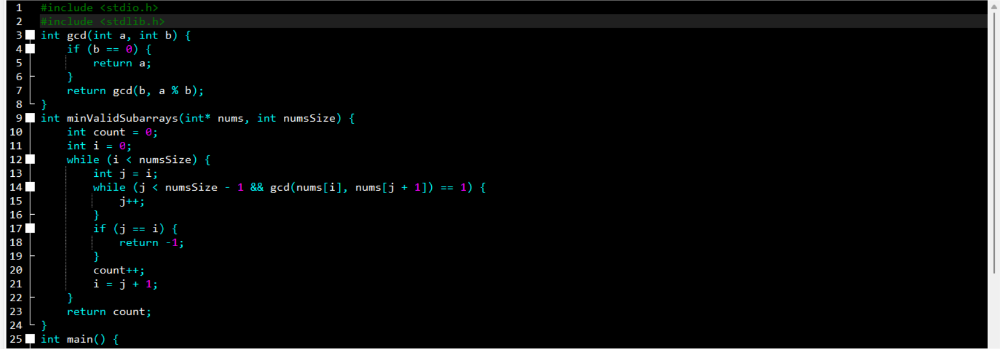 1 #include <stdio.h>
2 #include <stdlib.h>
3 int gcd(int a, int b) {
4     if (b == 0) {
5         return a;
6     }
7     return gcd(b, a % b);
8 }
9 int minValidSubarrays(int* nums, int numsSize) {
10     int count = 0;
11     int i = 0;
12     while (i < numsSize) {
13         int j = i;
14         while (j < numsSize - 1 && gcd(nums[i], nums[j + 1]) == 1) {
15             j++;
16         }
17         if (j == i) {
18             return -1;
19         }
20         count++;
21         i = j + 1;
22     }
23     return count;
24 }
25 int main() {